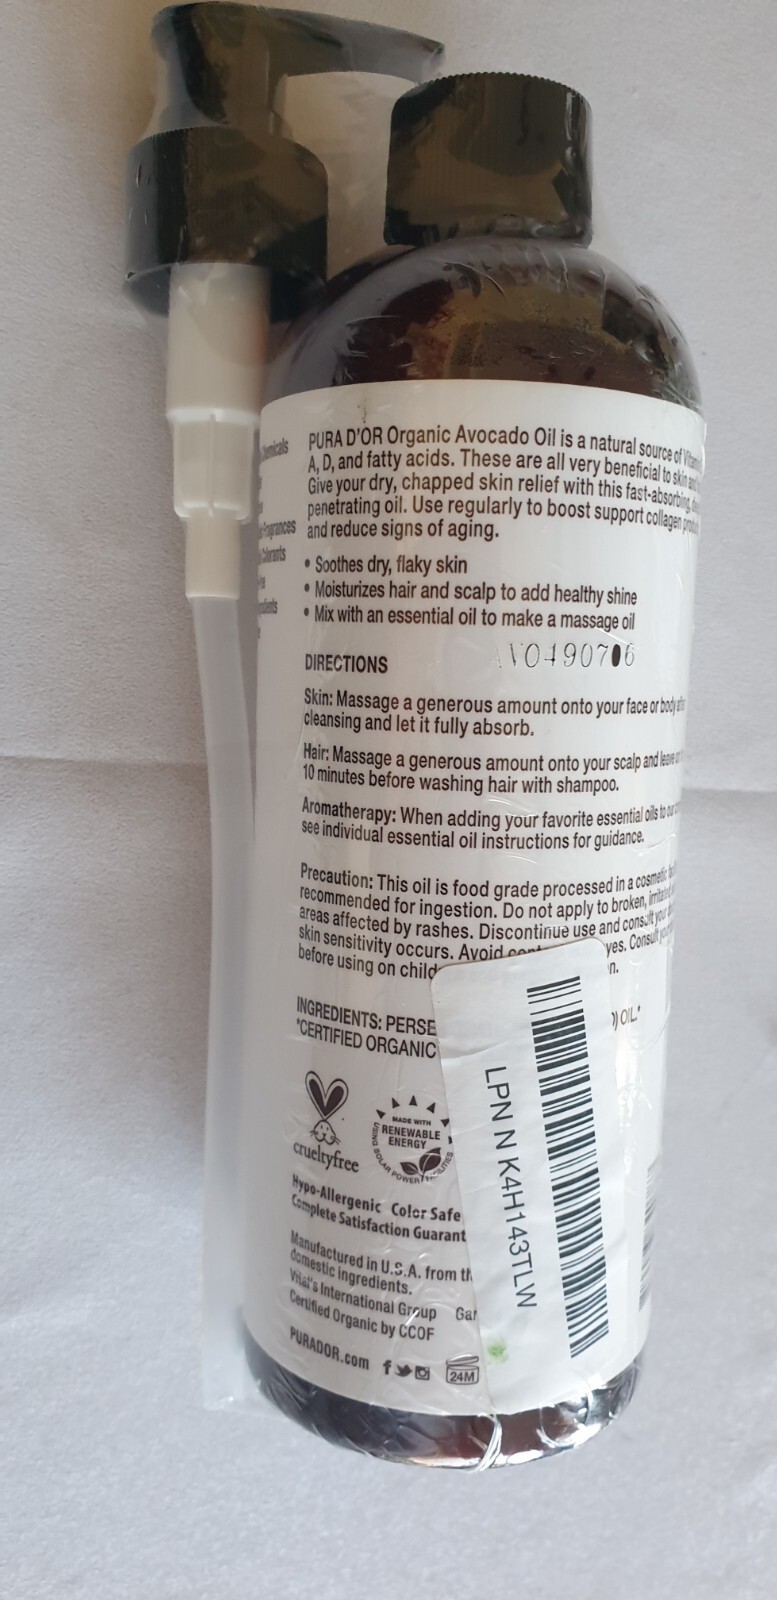 PURA D'OR Organic Avocado Oil is a natural source of
A, D, and fatty acids. These are all very beneficial to skin
Give your dry, chapped skin relief with this fast-absorbing,
penetrating oil. Use regularly to boost support collagen
and reduce signs of aging.
• Soothes dry, flaky skin
• Moisturizes hair and scalp to add healthy shine
• Mix with an essential oil to make a massage oil
DIRECTIONS
Skin: Massage a generous amount onto your face or body
cleansing and let it fully absorb.
Hair: Massage a generous amount onto your scalp and leave
10 minutes before washing hair with shampoo.
Aromatherapy: When adding your favorite essential oils to
see individual essential oil instructions for guidance.
Precaution: This oil is food grade processed in a cosmetic
recommended for ingestion. Do not apply to broken,
areas affected by rashes. Discontinue use and consult your
skin sensitivity occurs. Avoid
before using on
INGREDIENTS: OIL.*
*CERTIFIED ORGANIC
crueltyfree
MADE WITH
RENEWABLE
ENERGY
USING SOLAR POWER FACILITIES
Hypo-Allergenic Color Safe
Complete Satisfaction
Manufactured in U.S.A. from
domestic ingredients.
Vital's International Group
Certified Organic by CCOF
PURADOR.com
24M
LPN N K4H143TLW